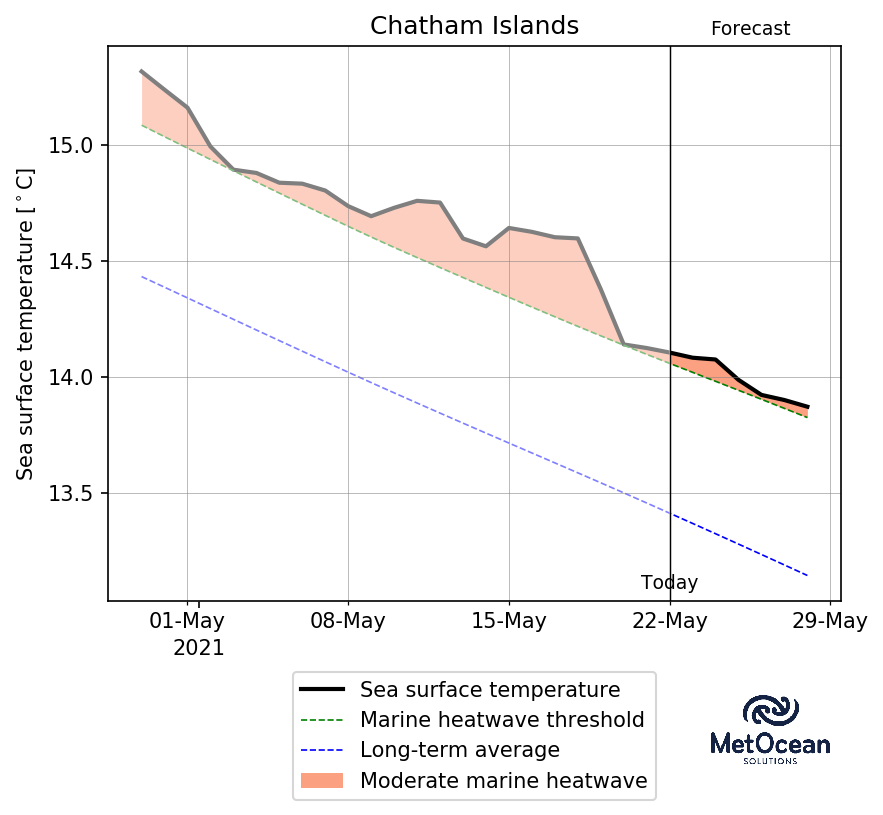 Chatham Islands
Forecast
Sea surface temperature [°C]
15.0
14.5
14.0
13.5
Today
01-May 08-May 15-May 22-May 29-May
2021
Sea surface temperature
Marine heatwave threshold
Long-term average
Moderate marine heatwave
MetOcean
SOLUTIONS